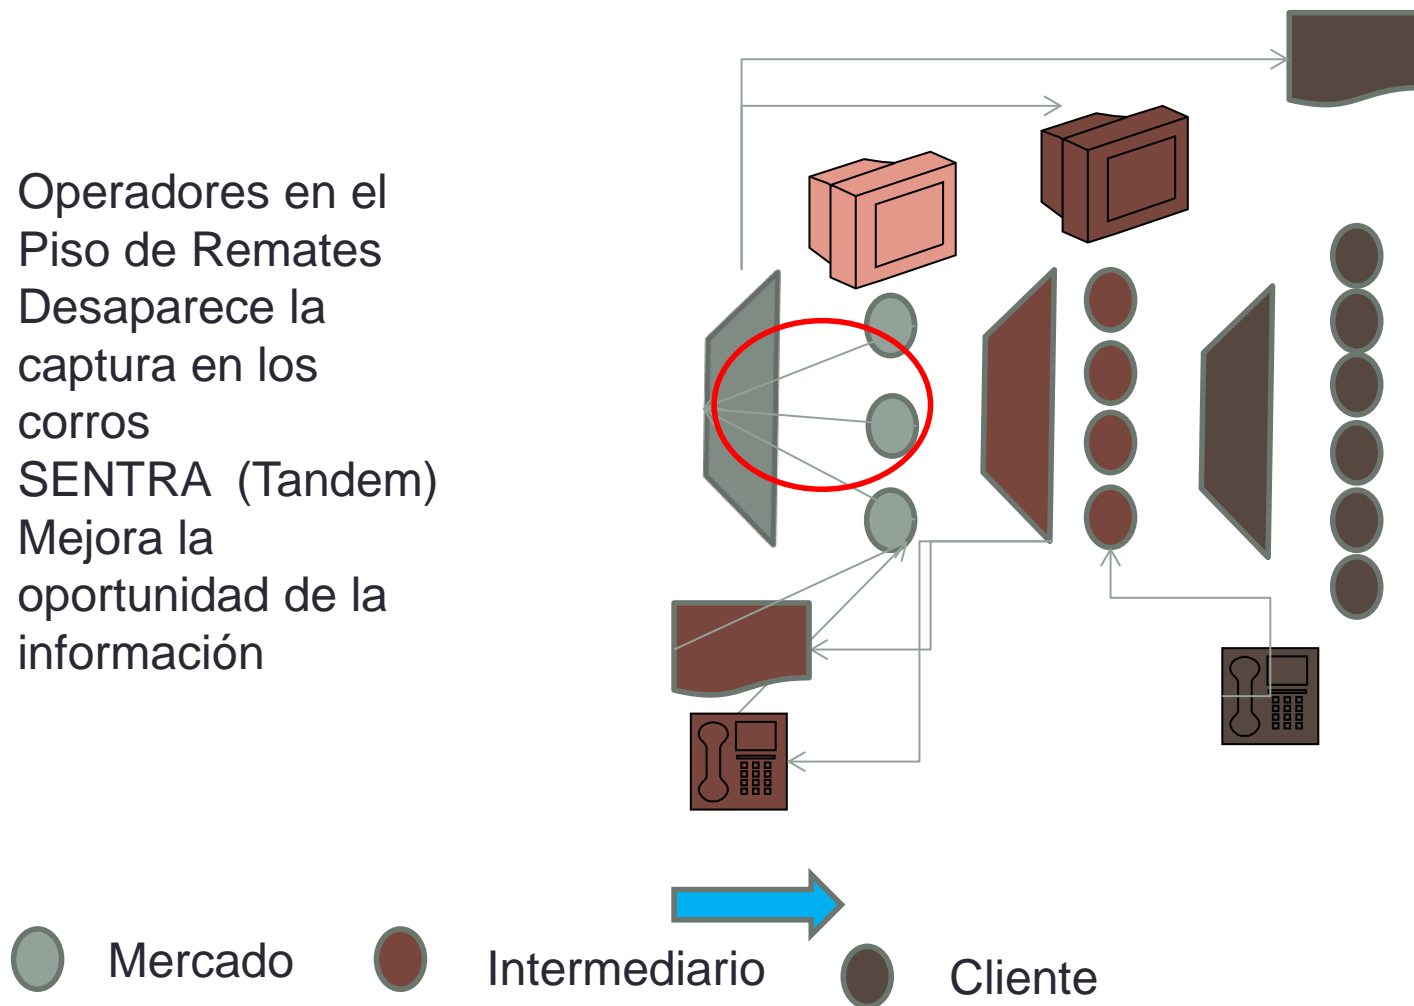 Operadores en el
Piso de Remates
Desaparece la
captura en los
corros
SENTRA  (Tandem)
Mejora la
oportunidad de la
información
Mercado
Intermediario
Cliente